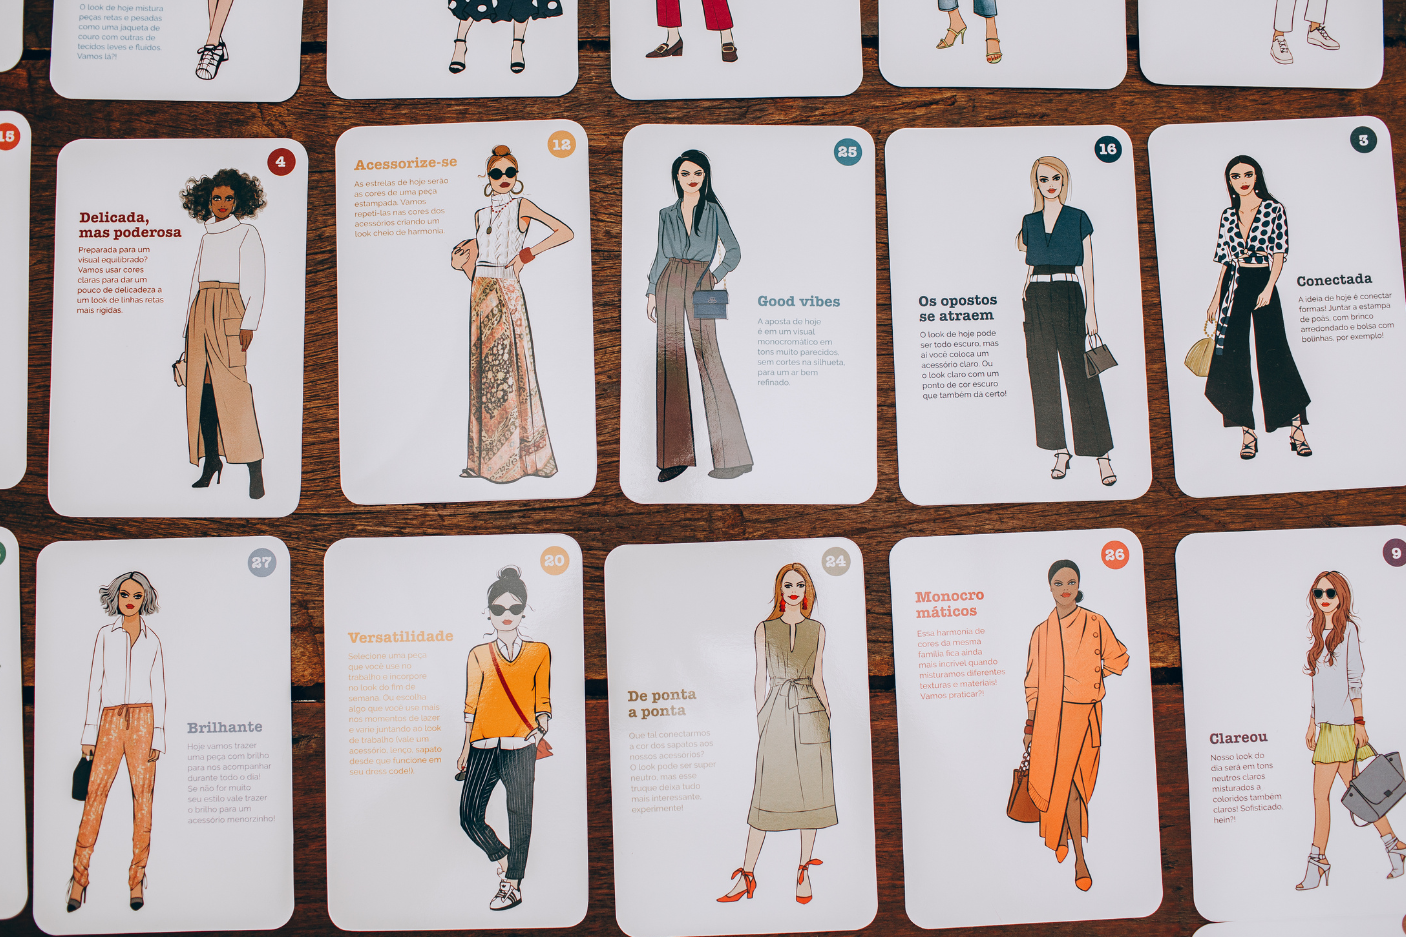 O look de hoje mistura
peças retas e pesadas
como uma jaqueta de
couro com outras de
tecidos leves e fluidos.
Vamos lá?!
15
4
Delicada,
mas poderosa
Preparada para um
visual equilibrado?
Vamos usar cores
claras para dar um
pouco de delicadeza a
um look de linhas retas
mais rígidas.
12
Acessorize-se
As estrelas de hoje serão
as cores de uma peça
estampada. Vamos
repeti-las nas cores dos
acessórios criando um
look cheio de harmonia.
25
Good vibes
A aposta de hoje
é em um visual
monocromático em
tons muito parecidos,
sem cortes na silhueta,
para um ar bem
refinado.
16
Os opostos
se atraem
O look de hoje pode
ser todo escuro, mas
aí você coloca um
acessório claro. Ou
o look claro com um
ponto de cor escuro
que também dá certo!
3
Conectada
A ideia de hoje é conectar
formas! Juntar a estampa
de poás, com brinco
arredondado e bolsa com
bolinhas, por exemplo!
27
Brilhante
Hoje vamos trazer
uma peça com brilho
para nos acompanhar
durante todo o dia!
Se não for muito
seu estilo vale trazer
o brilho para um
acessório menorzinho!
20
Versatilidade
Selecione uma peça
que você use no
trabalho e incorpore
no look do fim de
semana. Ou escolha
algo que você use mais
nos momentos de lazer
e varie juntando ao look
de trabalho (vale um
acessório, lenço, sapato
desde que funcione em
seu dress code!).
24
De ponta
a ponta
Que tal conectarmos
a cor dos sapatos aos
nossos acessórios?
O look pode ser super
neutro, mas esse
truque deixa tudo
mais interessante,
experimente!
26
Monocro
máticos
Essa harmonia de
cores da mesma
família fica ainda
mais incrível quando
misturamos diferentes
texturas e materiais!
Vamos praticar?!
9
Clareou
Nosso look do
dia será em tons
neutros claros
misturados a
coloridos também
claros! Sofisticado,
hein?!